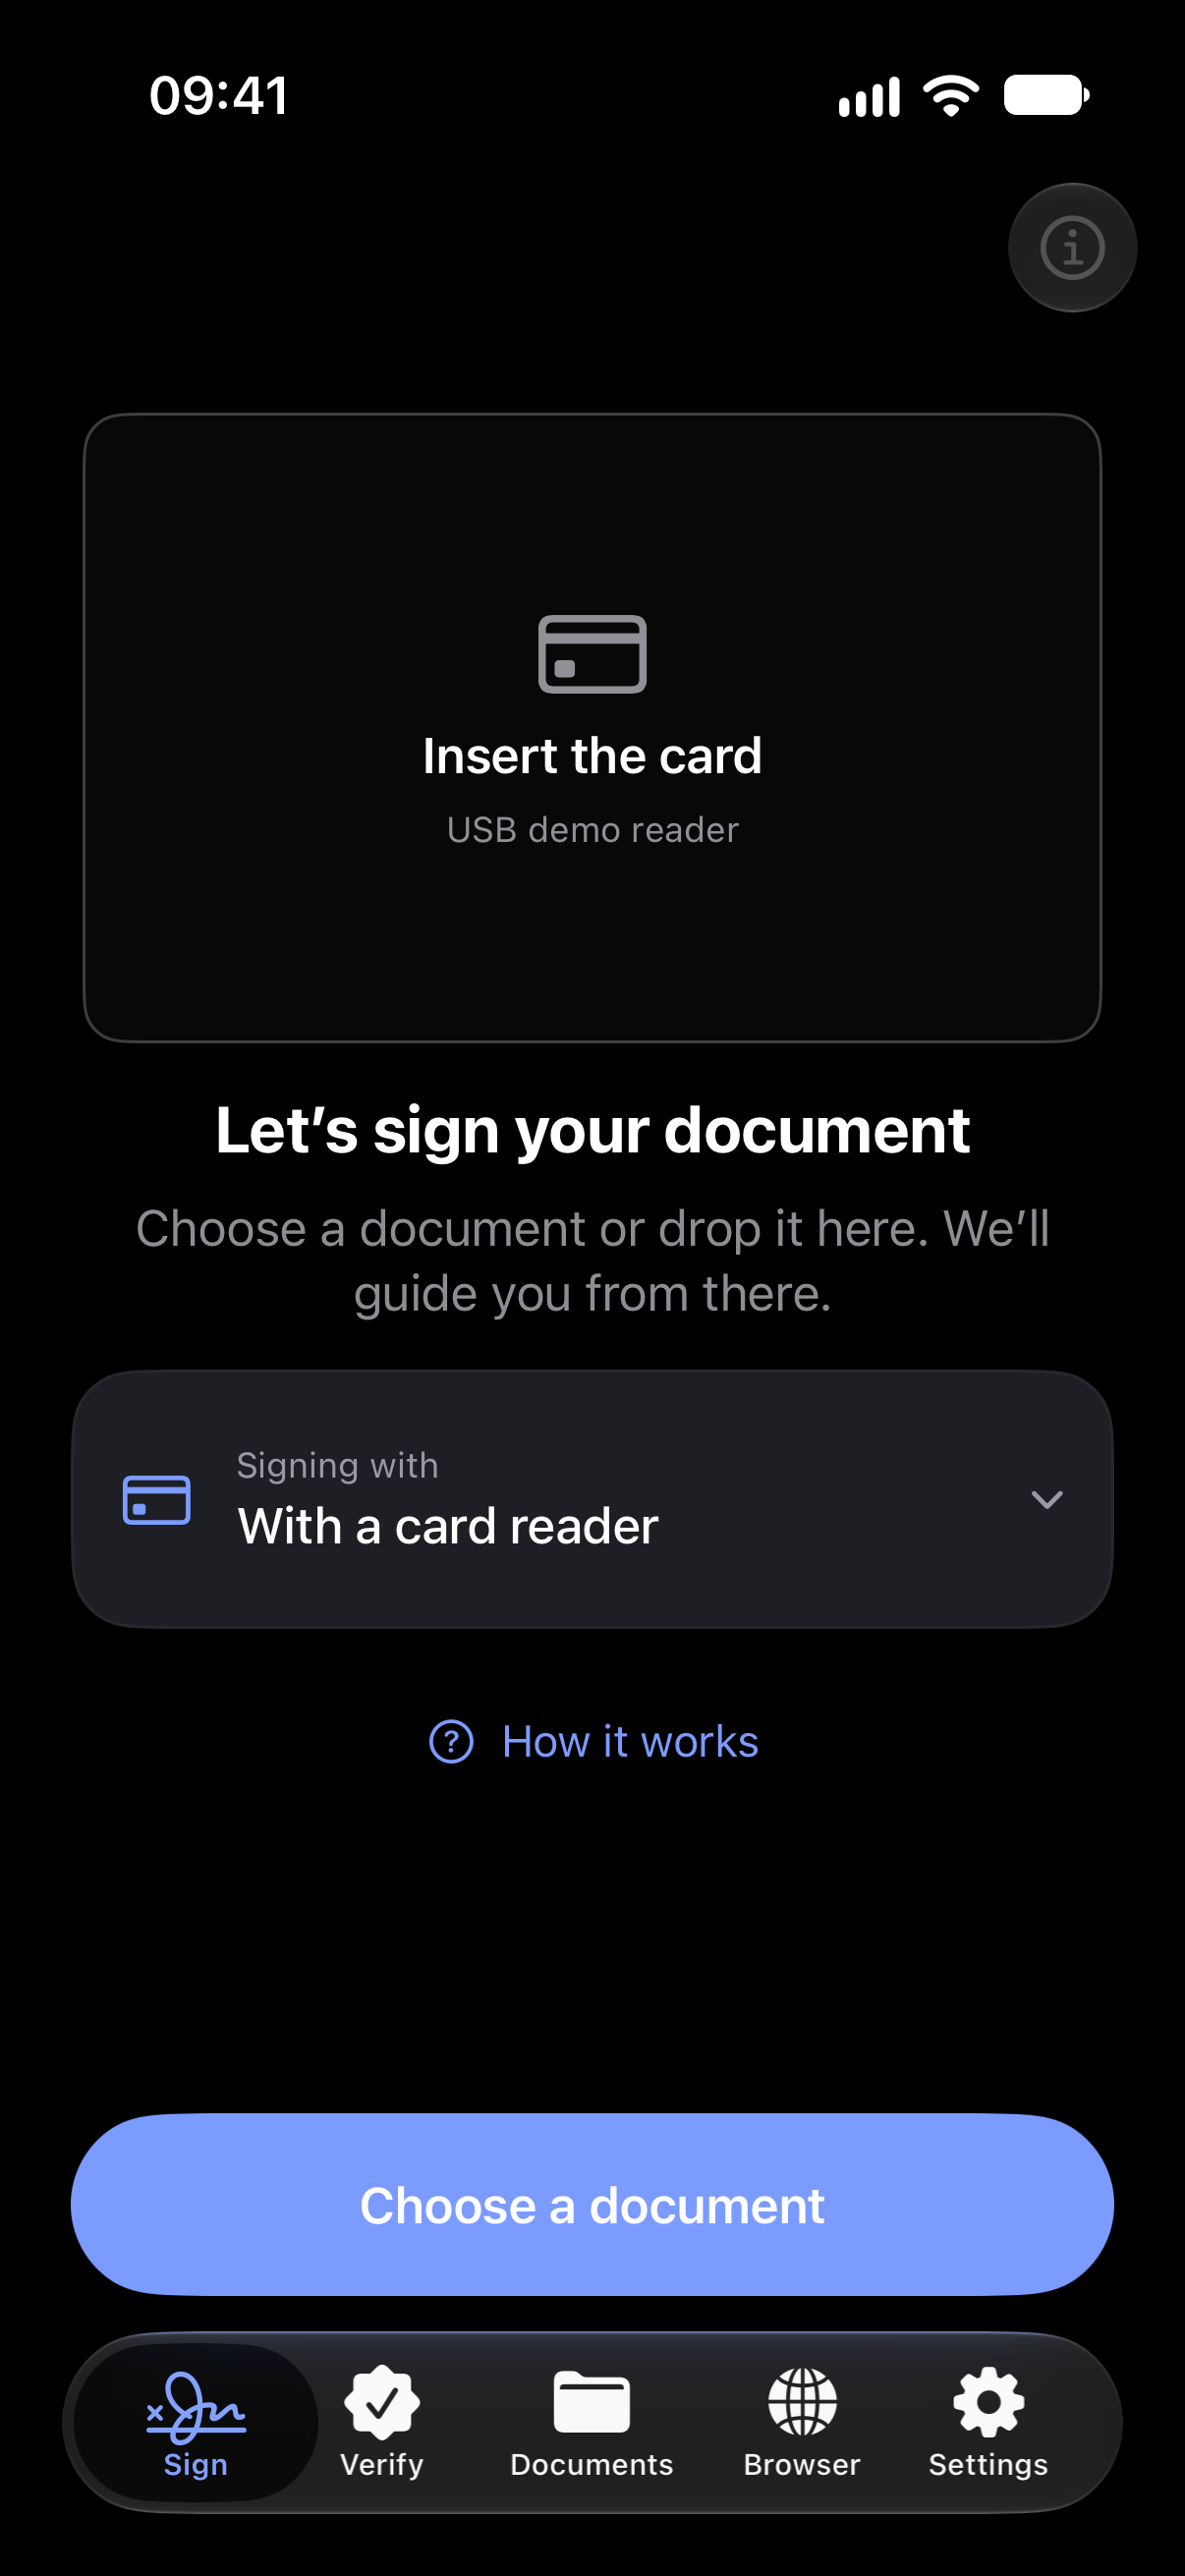 09:41
Insert the card
USB demo reader
Let’s sign your document
Choose a document or drop it here. We’ll
guide you from there.
Signing with
With a card reader
How it works
Choose a document
Sign
Verify
Documents
Browser
Settings